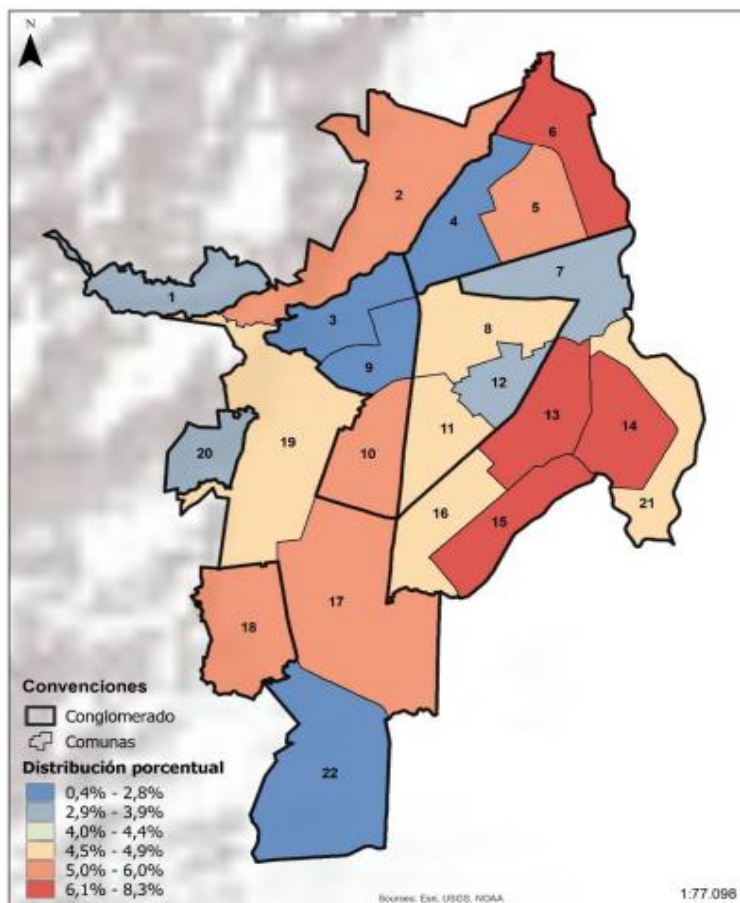 N
6
2
4
5
7
1
3
8
9
12
13
14
19
10
11
20
16
21
15
17
18
22
Convenciones
Conglomerado
Comunas
Distribución porcentual
0,4% - 2,8%
2,9% - 3,9%
4,0% - 4,4%
4,5% - 4,9%
5,0% - 6,0%
6,1% - 8,3%
Sources: Esri, USGS, NOAA
1:77.098